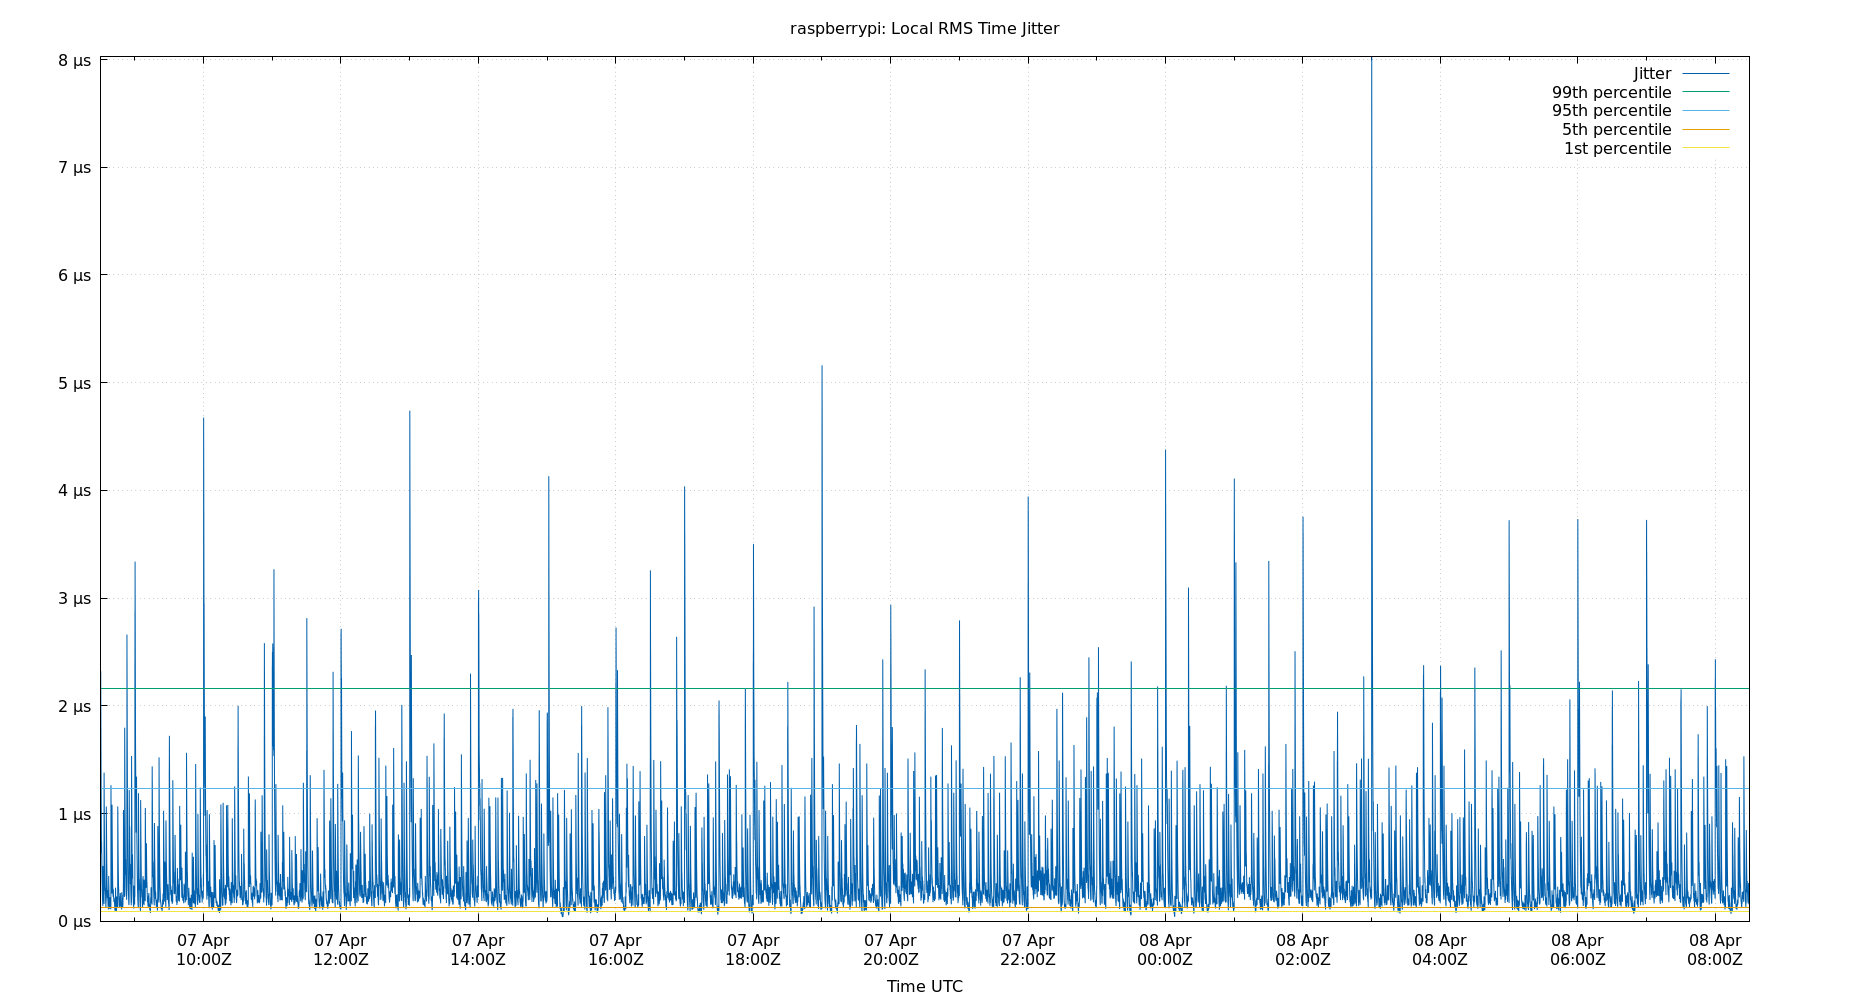 raspberrypi: Local RMS Time Jitter
8 µs
7 µs
6 µs
5 µs
4 µs
3 µs
2 µs
1 µs
0 µs
Jitter
99th percentile
95th percentile
5th percentile
1st percentile
07 Apr 07 Apr 07 Apr 07 Apr 07 Apr 07 Apr 07 Apr 08 Apr 08 Apr 08 Apr 08 Apr 08 Apr
10:00Z 12:00Z 14:00Z 16:00Z 18:00Z 20:00Z 22:00Z 00:00Z 02:00Z 04:00Z 06:00Z 08:00Z
Time UTC